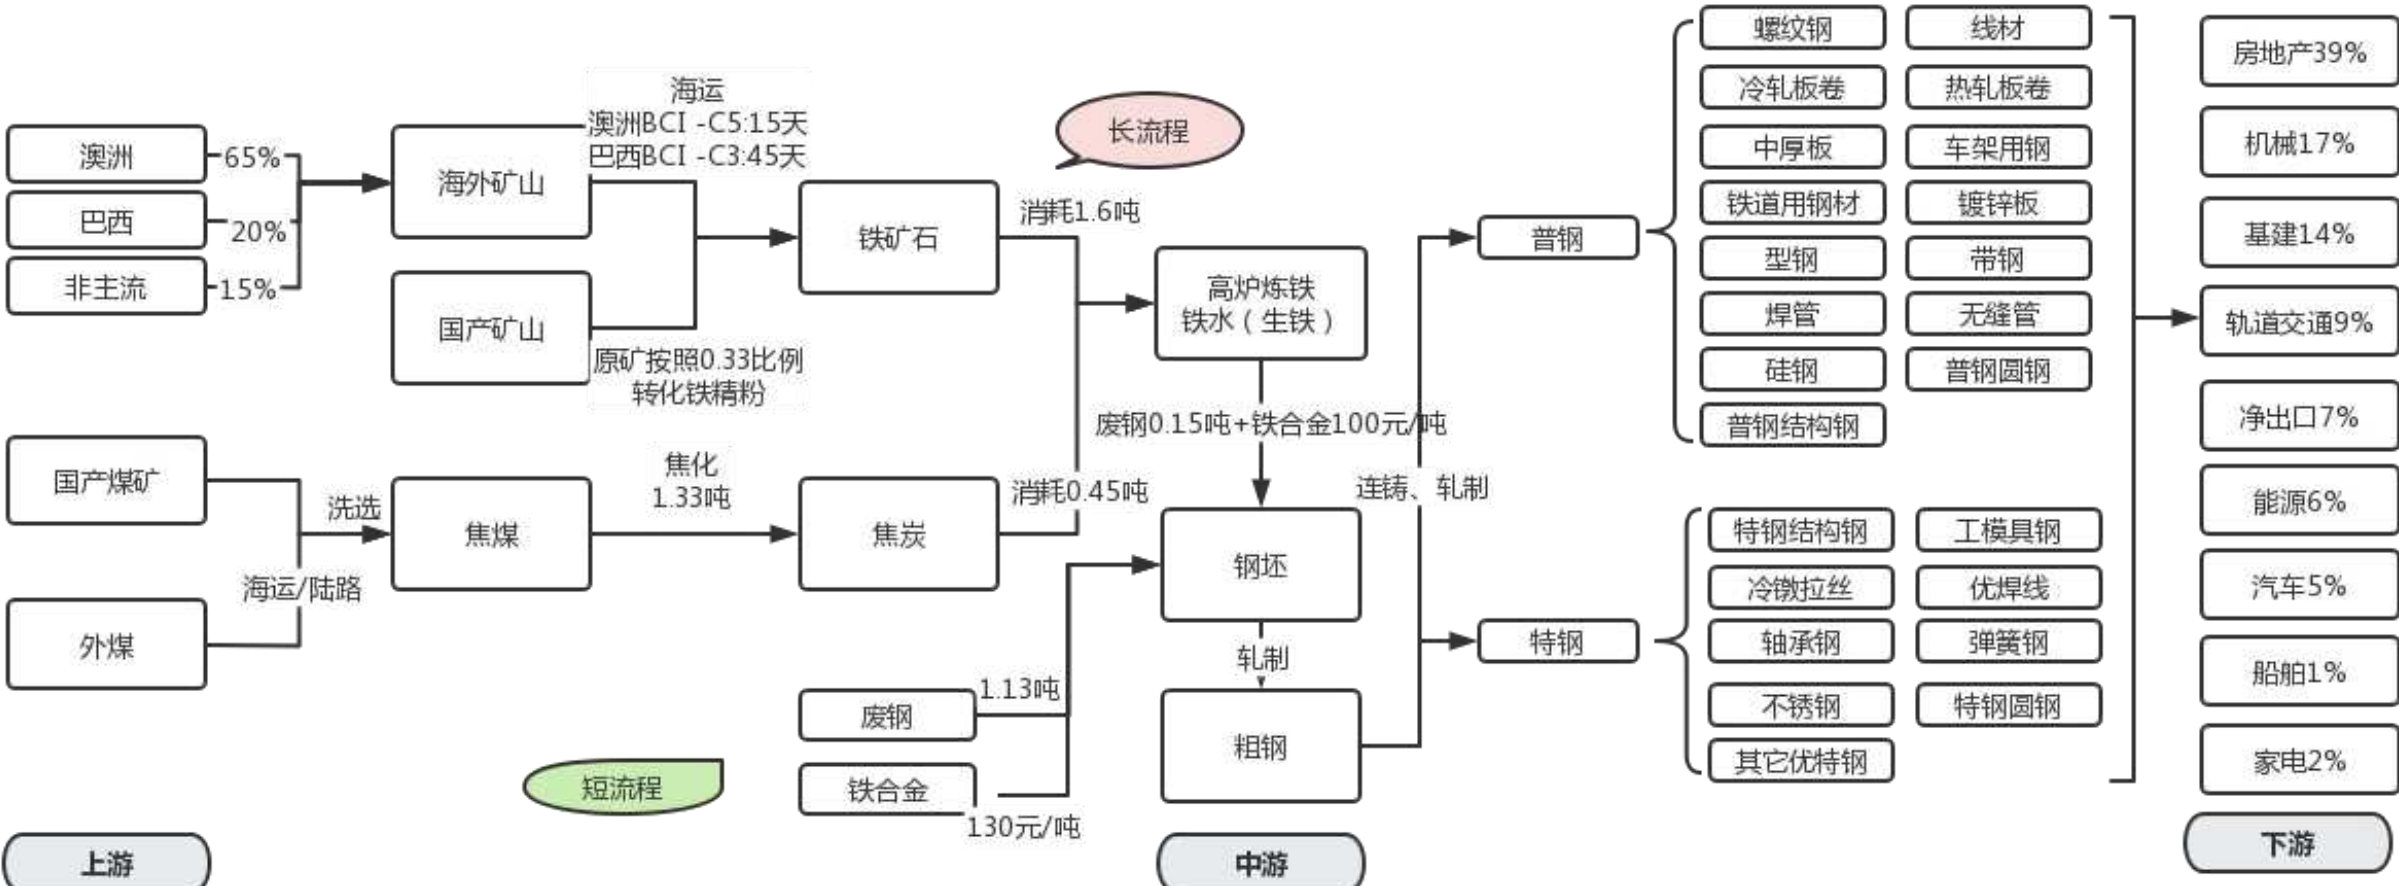 澳洲
65%
巴西
20%
非主流
15%
海外矿山
海运
澳洲BCI -C5:15天
巴西BCI -C3:45天
国产矿山
原矿按照0.33比例
转化铁精粉
铁矿石
消耗1.6吨
长流程
高炉炼铁
铁水（生铁）
国产煤矿
外煤
洗选
海运/陆路
焦煤
焦化
1.33吨
焦炭
消耗0.45吨
废钢0.15吨+铁合金100元/吨
钢坯
轧制
粗钢
连铸、轧制
废钢
1.13吨
铁合金
130元/吨
短流程
普钢
螺纹钢
线材
冷轧板卷
热轧板卷
中厚板
车架用钢
铁道用钢材
镀锌板
型钢
带钢
焊管
无缝管
硅钢
普钢圆钢
普钢结构钢
特钢
特钢结构钢
工模具钢
冷镦拉丝
优焊线
轴承钢
弹簧钢
不锈钢
特钢圆钢
其它优特钢
房地产39%
机械17%
基建14%
轨道交通9%
净出口7%
能源6%
汽车5%
船舶1%
家电2%
上游
中游
下游